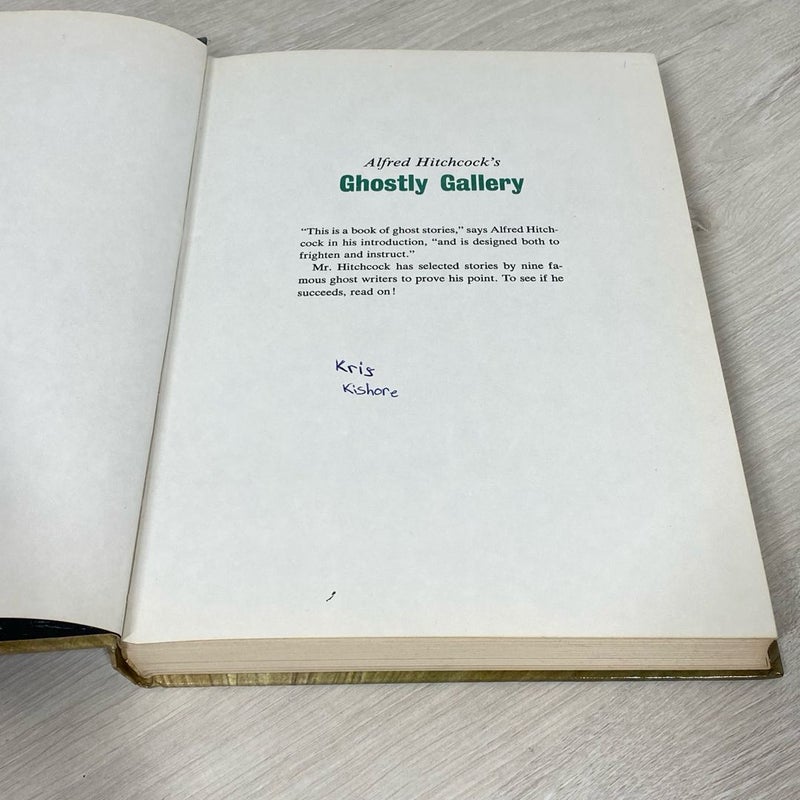 Alfred Hitchcock's
Ghostly Gallery
"This is a book of ghost stories," says Alfred Hitch-
cock in his introduction, "and is designed both to
frighten and instruct."
Mr. Hitchcock has selected stories by nine fa-
mous ghost writers to prove his point. To see if he
succeeds, read on!
Kris
Kishore